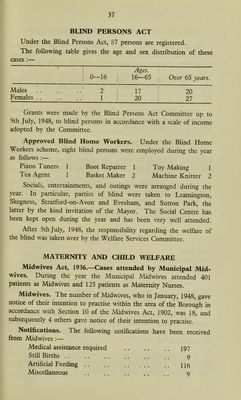 37
BLIND PERSONS ACT
Under the Blind Persons Act, 87 persons are registered.
The following table gives the age and sex distribution of these
cases :—
Ages.
0—16 16—65 Over 65 years.
Males .. .. .. 2 17 20
Females .. .. .. 1 20 27
Grants were made by the Blind Persons Act Committee up to
5th July, 1948, to blind persons in accordance with a scale of income
adopted by the Committee.
Approved Blind Home Workers. Under the Blind Home
Workers scheme, eight blind persons were employed during the year
as follows :—
Piano Tuners 1 Boot Repairer 1 Toy Making 1
Tea Agent 1 Basket Maker 2 Machine Knitter 2
Socials, entertainments, and outings were arranged during the
year. In particular, parties of blind were taken to Leamington,
Skegness, Stratford-on-Avon and Evesham, and Sutton Park, the
latter by the kind invitation of the Mayor. The Social Centre has
been kept open during the year and has been very well attended.
After 5th July, 1948, the responsibility regarding the welfare of
the blind was taken over by the Welfare Services Committee.
MATERNITY AND CHILD WELFARE
Midwives Act, 1936.—Cases attended by Municipal Mid-
wives. During the year the Municipal Midwives attended 401
patients as Midwives and 123 patients as Maternity Nurses.
Midwives. The number of Midwives, who in January, 1948, gave
notice of their intention to practise within the area of the Borough in
accordance with Section 10 of the Midwives Act, 1902, was 18, and
subsequently 4 others gave notice of their intention to practise.
Notifications. The following notifications have been received
from Midwives :—
Medical assistance required .. .. .. 197
Still Births .. .. .. .. .. 9
Artificial Feeding .. .. .. .. 116
Miscellaneous .. .. .. .. 9